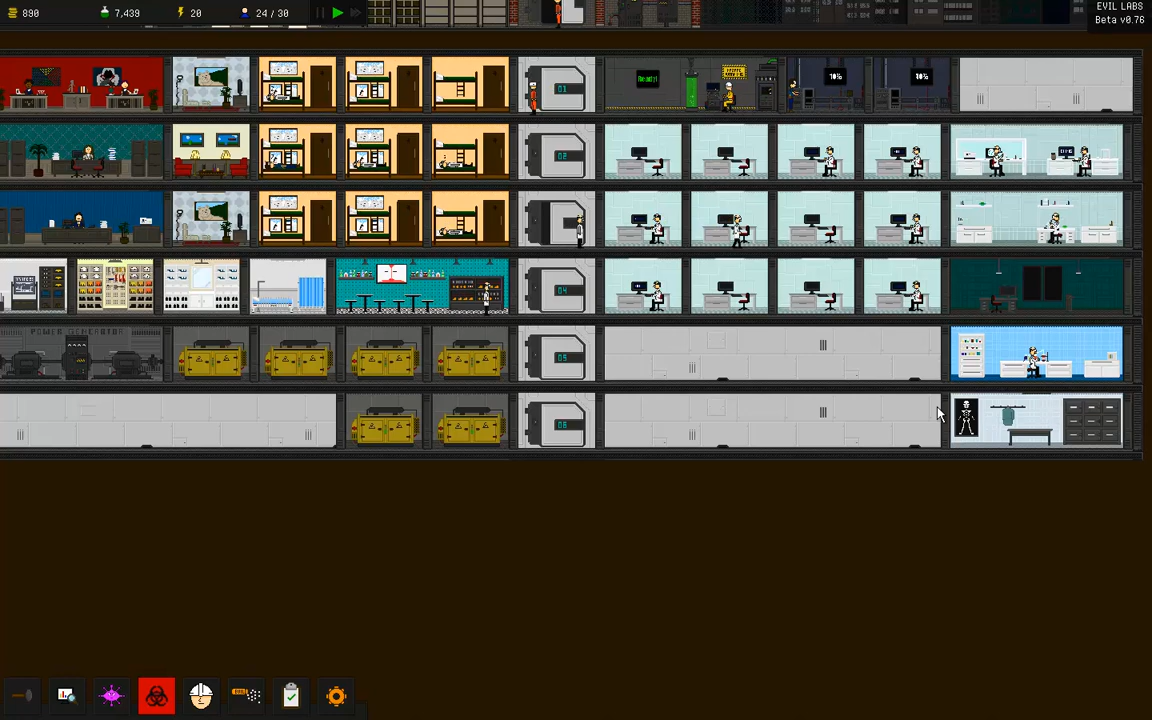 890 7,439 20 24 / 30
EVIL LABS
Beta v0.76
01
10%
10%
02
04
POWER GENERATOR
05
06